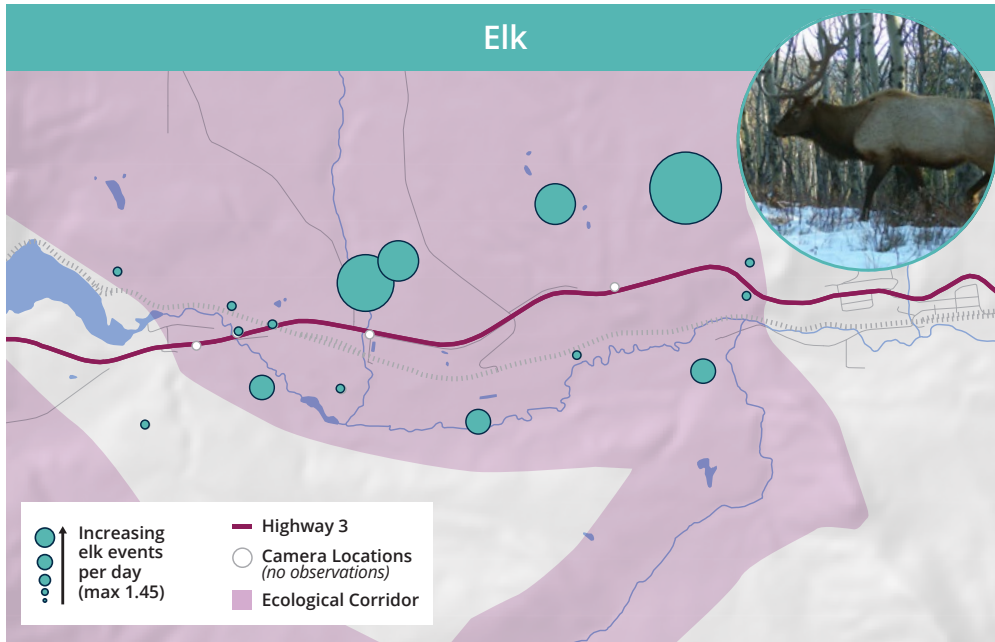 Elk
Increasing
elk events
per day
(max 1.45)
Highway 3
Camera Locations
(no observations)
Ecological Corridor